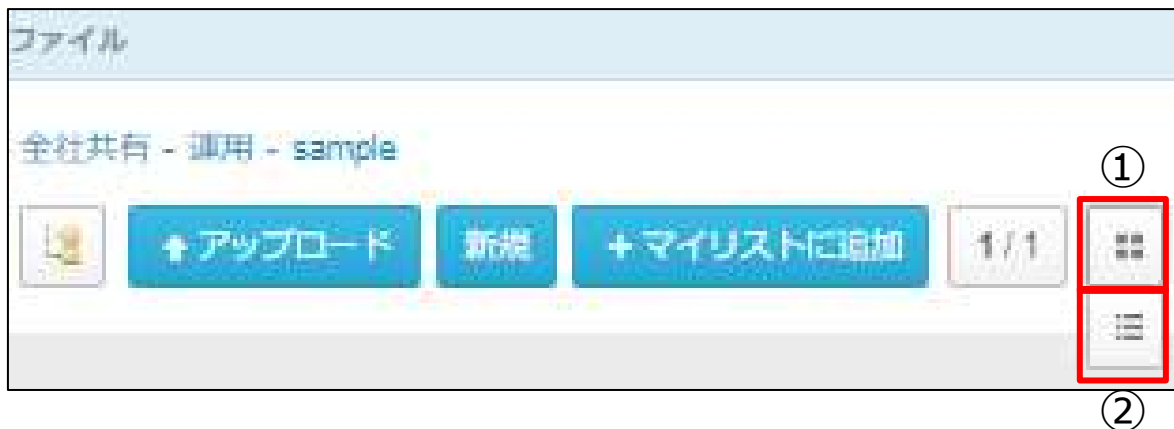 ファイル
全社共有 - 運用 - sample
①
アップロード 新規 +マイリストに追加 1 / 1
②